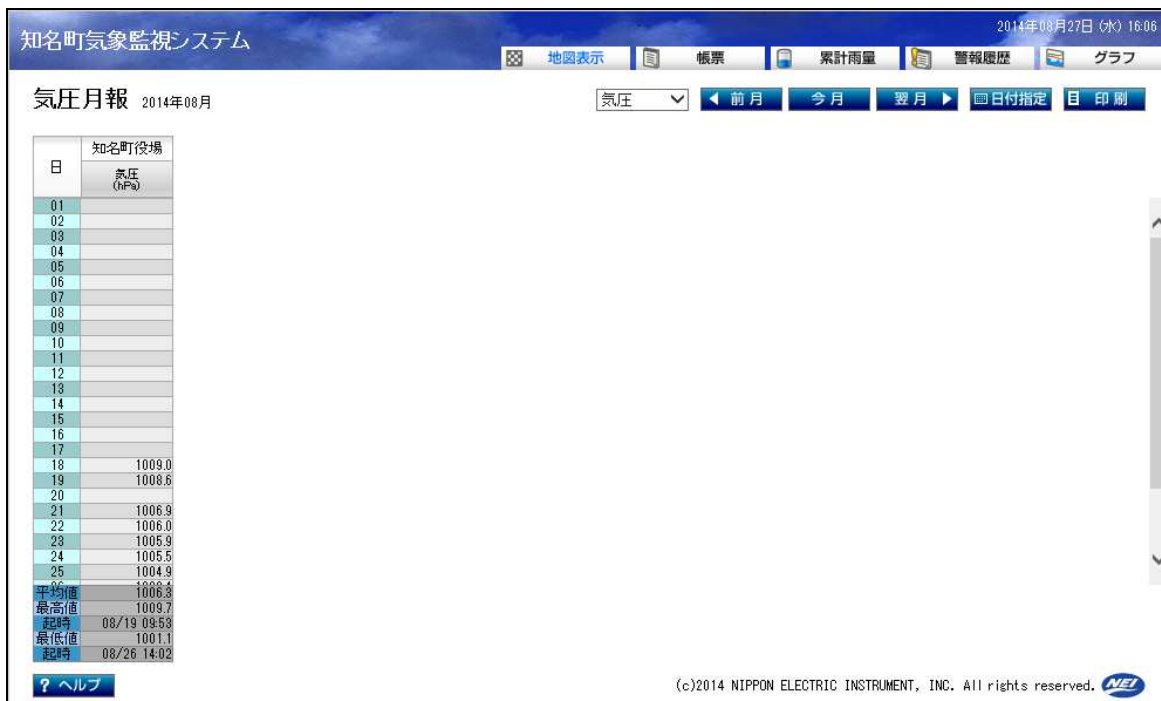 2014年08月27日 (水) 16:06
知名町気象監視システム
地図表示 帳票 累計雨量 警報履歴 グラフ
気圧月報 2014年08月
気圧 前月 今月 翌月 日付指定 印刷
日 知名町役場
気圧
(hPa)
01
02
03
04
05
06
07
08
09
10
11
12
13
14
15
16
17
18 1009.0
19 1008.6
20
21 1006.9
22 1006.0
23 1005.9
24 1005.5
25 1004.9
平均値 1006.3
最高値 1009.7
起時 08/19 09:53
最低値 1001.1
起時 08/26 14:02
? ヘルプ
(c)2014 NIPPON ELECTRIC INSTRUMENT, INC. All rights reserved. NEI